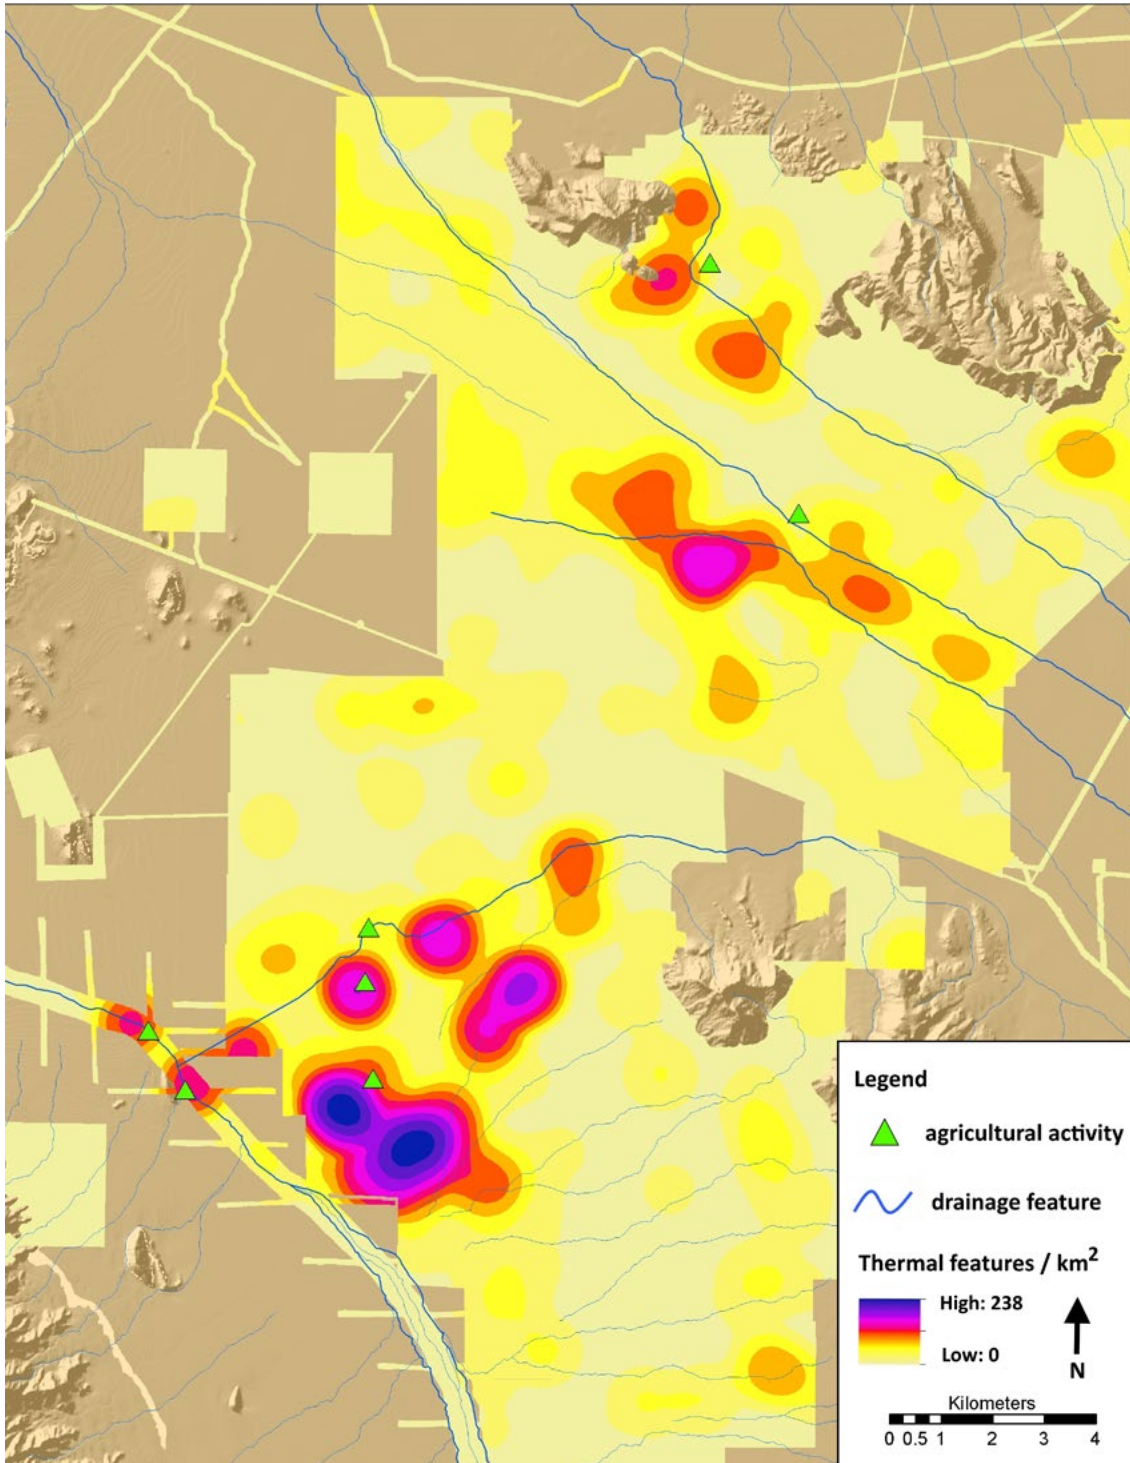 Legend
agricultural activity
drainage feature
Thermal features / km²
High: 238
Low: 0
N
Kilometers
0 0.5 1 2 3 4